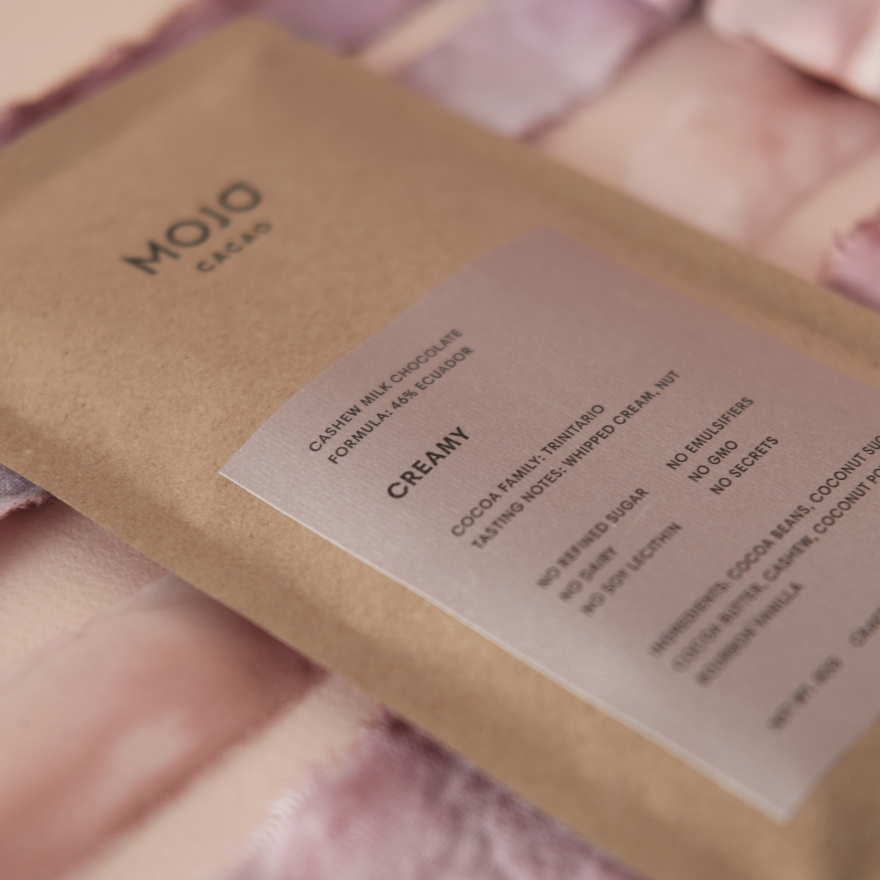 MOJO
CACAO
CASHEW MILK CHOCOLATE
FORMULA: 46% ECUADOR
CREAMY
COCOA FAMILY: TRINITARIO
TASTING NOTES: WHIPPED CREAM, NUT
NO REFINED SUGAR
NO DAIRY
NO SOY LECITHIN
NO EMULSIFIERS
NO GMO
NO SECRETS
INGREDIENTS: COCOA BEANS, COCONUT
COCOA BUTTER, CASHEW, COCONUT
BOURBON VANILLA
NET WT.